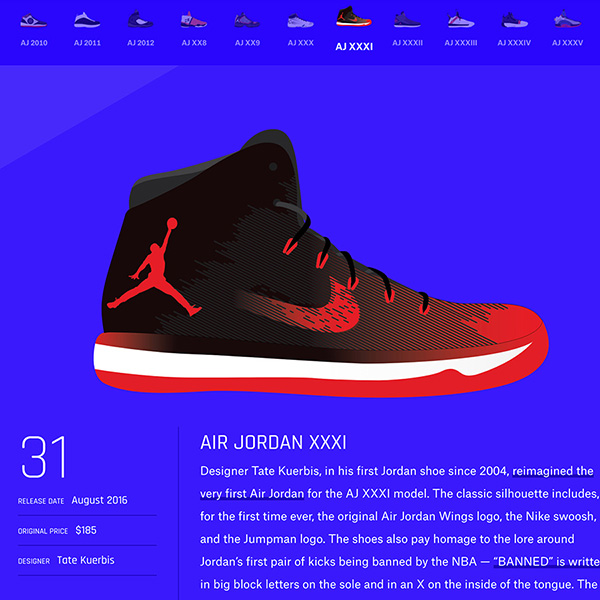 AJ 2010 AJ 2011 AJ 2012 AJ XX8 AJ XX9 AJ XXX AJ XXXI AJ XXXII AJ XXXIII AJ XXXIV AJ XXXV
31
RELEASE DATE August 2016
ORIGINAL PRICE $185
DESIGNER Tate Kuerbis
AIR JORDAN XXXI
Designer Tate Kuerbis, in his first Jordan shoe since 2004, reimagined the
very first Air Jordan for the AJ XXXI model. The classic silhouette includes,
for the first time ever, the original Air Jordan Wings logo, the Nike swoosh,
and the Jumpman logo. The shoes also pay homage to the lore around
Jordan’s first pair of kicks being banned by the NBA — “BANNED” is writte
in big block letters on the sole and in an X on the inside of the tongue. The